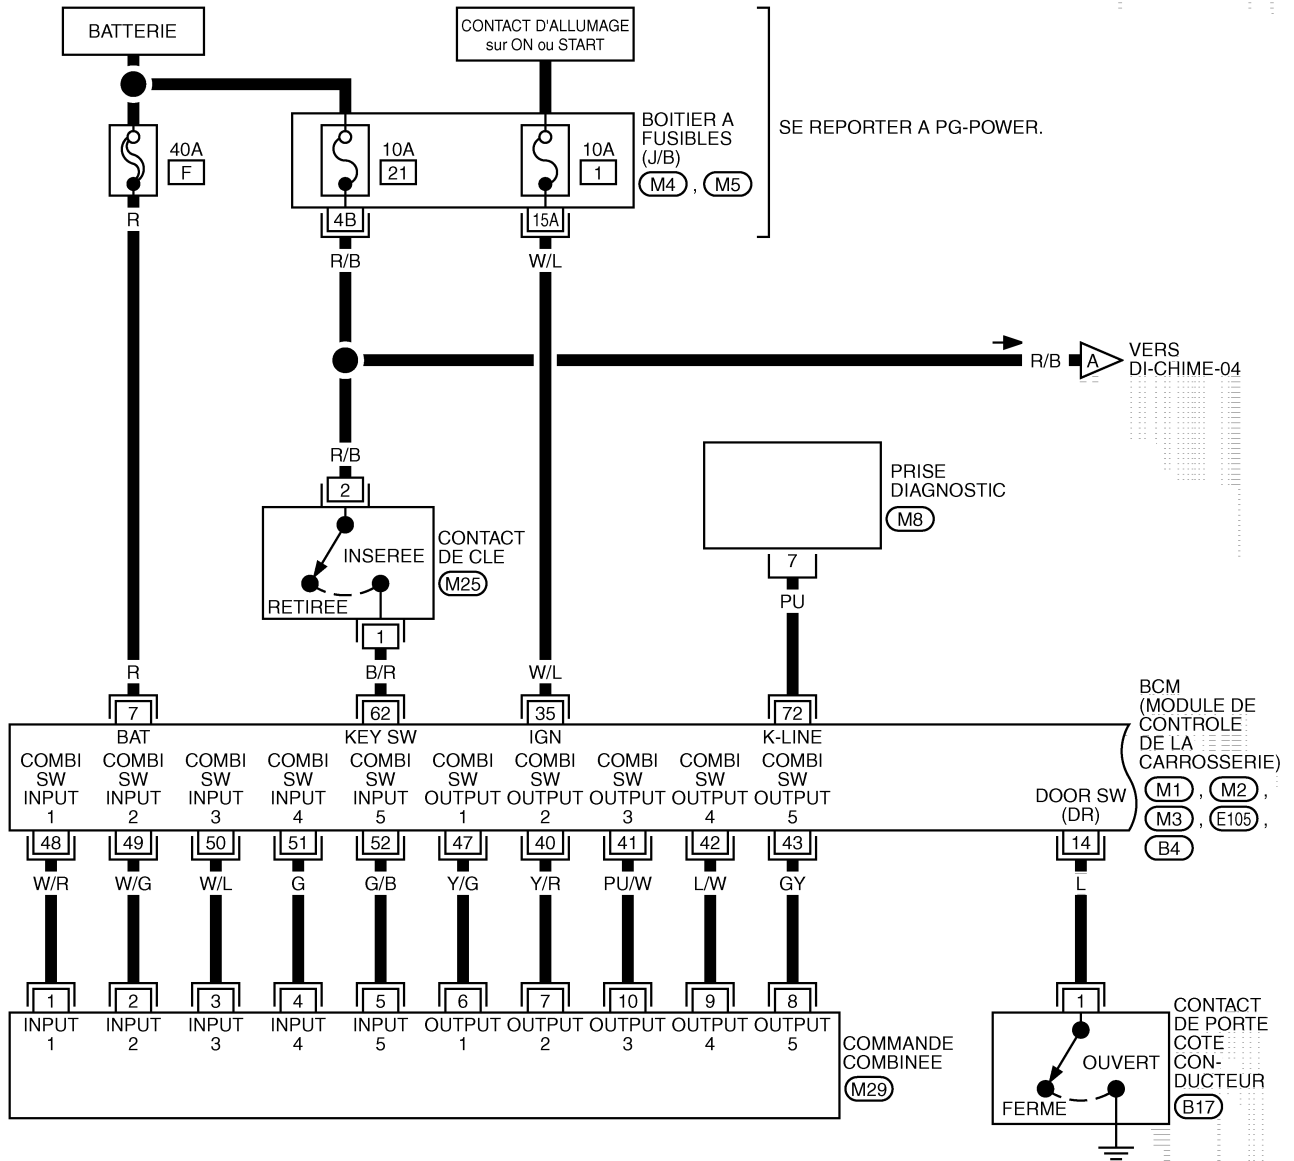 BATTERIE
CONTACT D'ALLUMAGE
sur ON ou START
40A
F
10A
21
10A
1
BOITIER A
FUSIBLES
(J/B)
M4 , M5
SE REPORTER A PG-POWER.
R
4B
15A
R/B
W/L
R/B
A
VERS
DI-CHIME-04
R/B
2
INSEREE
RETIREE
CONTACT
DE CLE
M25
1
PRISE
DIAGNOSTIC
M8
7
PU
R
B/R
W/L
7
62
35
72
BAT
KEY SW
IGN
K-LINE
COMBI SW INPUT 1
COMBI SW INPUT 2
COMBI SW INPUT 3
COMBI SW INPUT 4
COMBI SW INPUT 5
COMBI SW OUTPUT 1
COMBI SW OUTPUT 2
COMBI SW OUTPUT 3
COMBI SW OUTPUT 4
COMBI SW OUTPUT 5
DOOR SW
(DR)
BCM
(MODULE DE
CONTROLE
DE LA
CARROSSERIE)
M1 , M2 ,
M3 , E105 ,
B4
48 49 50 51 52 47 40 41 42 43 14
W/R W/G W/L G G/B Y/G Y/R PU/W L/W GY L
1 2 3 4 5 6 7 10 9 8 1
INPUT INPUT INPUT INPUT INPUT OUTPUT OUTPUT OUTPUT OUTPUT OUTPUT
1 2 3 4 5 1 2 3 4 5
COMMANDE
COMBINEE
M29
OUVERT
FERME
CONTACT
DE PORTE
COTE
CON-
DUCTEUR
B17